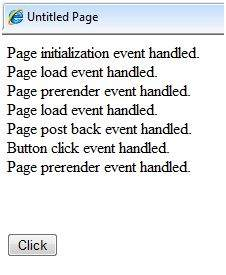 Untitled Page
Page initialization event handled.
Page load event handled.
Page prerender event handled.
Page load event handled.
Page post back event handled.
Button click event handled.
Page prerender event handled.
Click